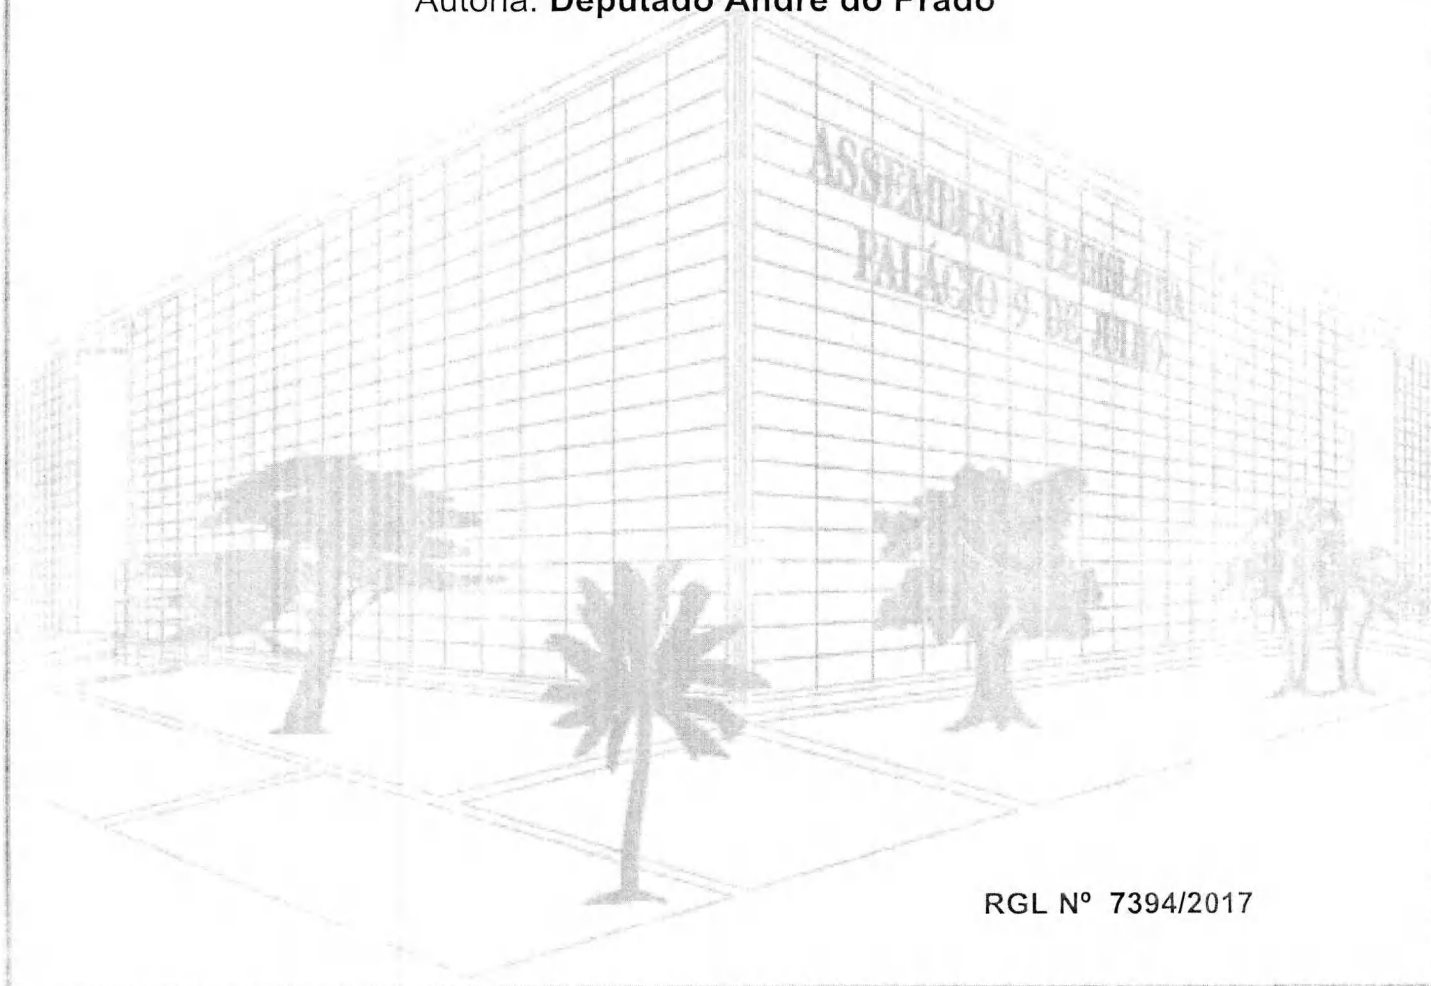 Autoria: Deputado André do Prado
ASSEMBLEIA LEGISLATIVA
PALÁCIO 9 DE JULHO
RGL Nº 7394/2017